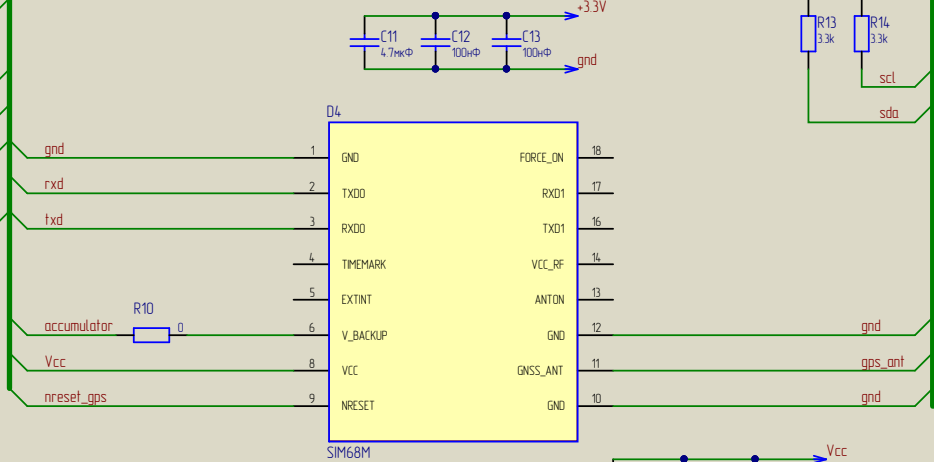 +3.3V
R13
R14
C11
C12
C13
3.3k
3.3k
4.7мкФ
100нФ
100нФ
gnd
scl
D4
sda
gnd
1
GND
FORCE_ON
18
rxd
2
TXD0
RXD1
17
txd
3
RXD0
TXD1
16
4
TIMEMARK
VCC_RF
14
5
EXTINT
ANTON
13
R10
accumulator
0
6
V_BACKUP
GND
12
gnd
Vcc
8
VCC
GNSS_ANT
11
gps_ant
nreset_gps
9
NRESET
GND
10
gnd
SIM68M
Vcc